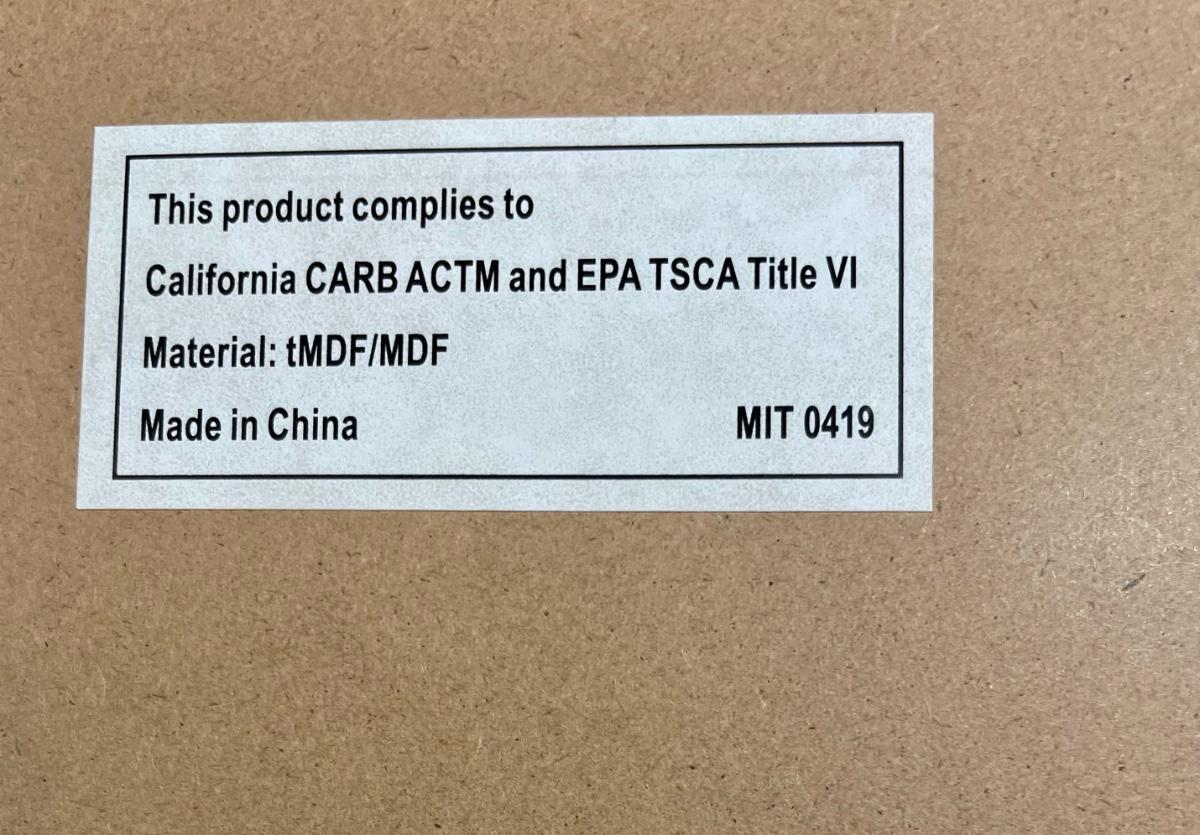 This product complies to
California CARB ACTM and EPA TSCA Title VI
Material: tMDF/MDF
Made in China MIT 0419